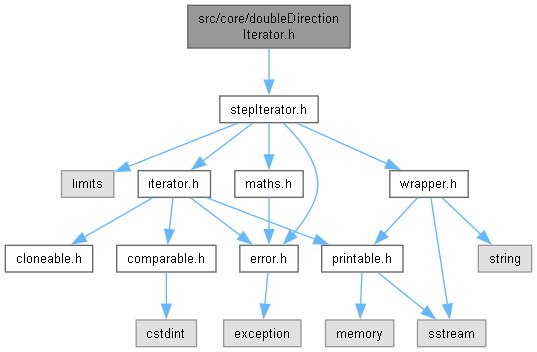 src/core/doubleDirection
Iterator.h
stepIterator.h
limits
iterator.h
maths.h
wrapper.h
cloneable.h
comparable.h
error.h
printable.h
string
cstdint
exception
memory
sstream